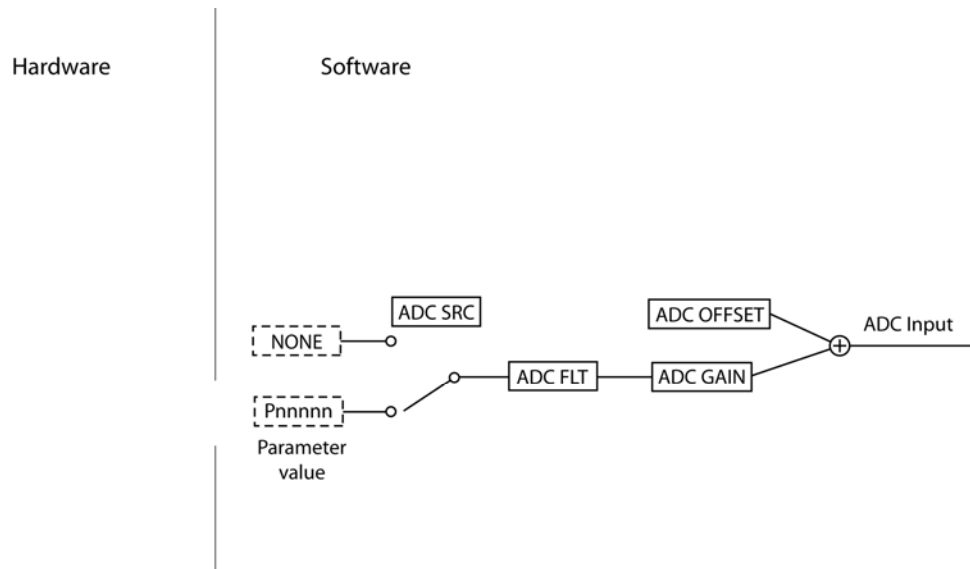 Hardware
Software
ADC SRC
ADC OFFSET
ADC Input
NONE
ADC FLT
ADC GAIN
Pnnnnn
Parameter
value